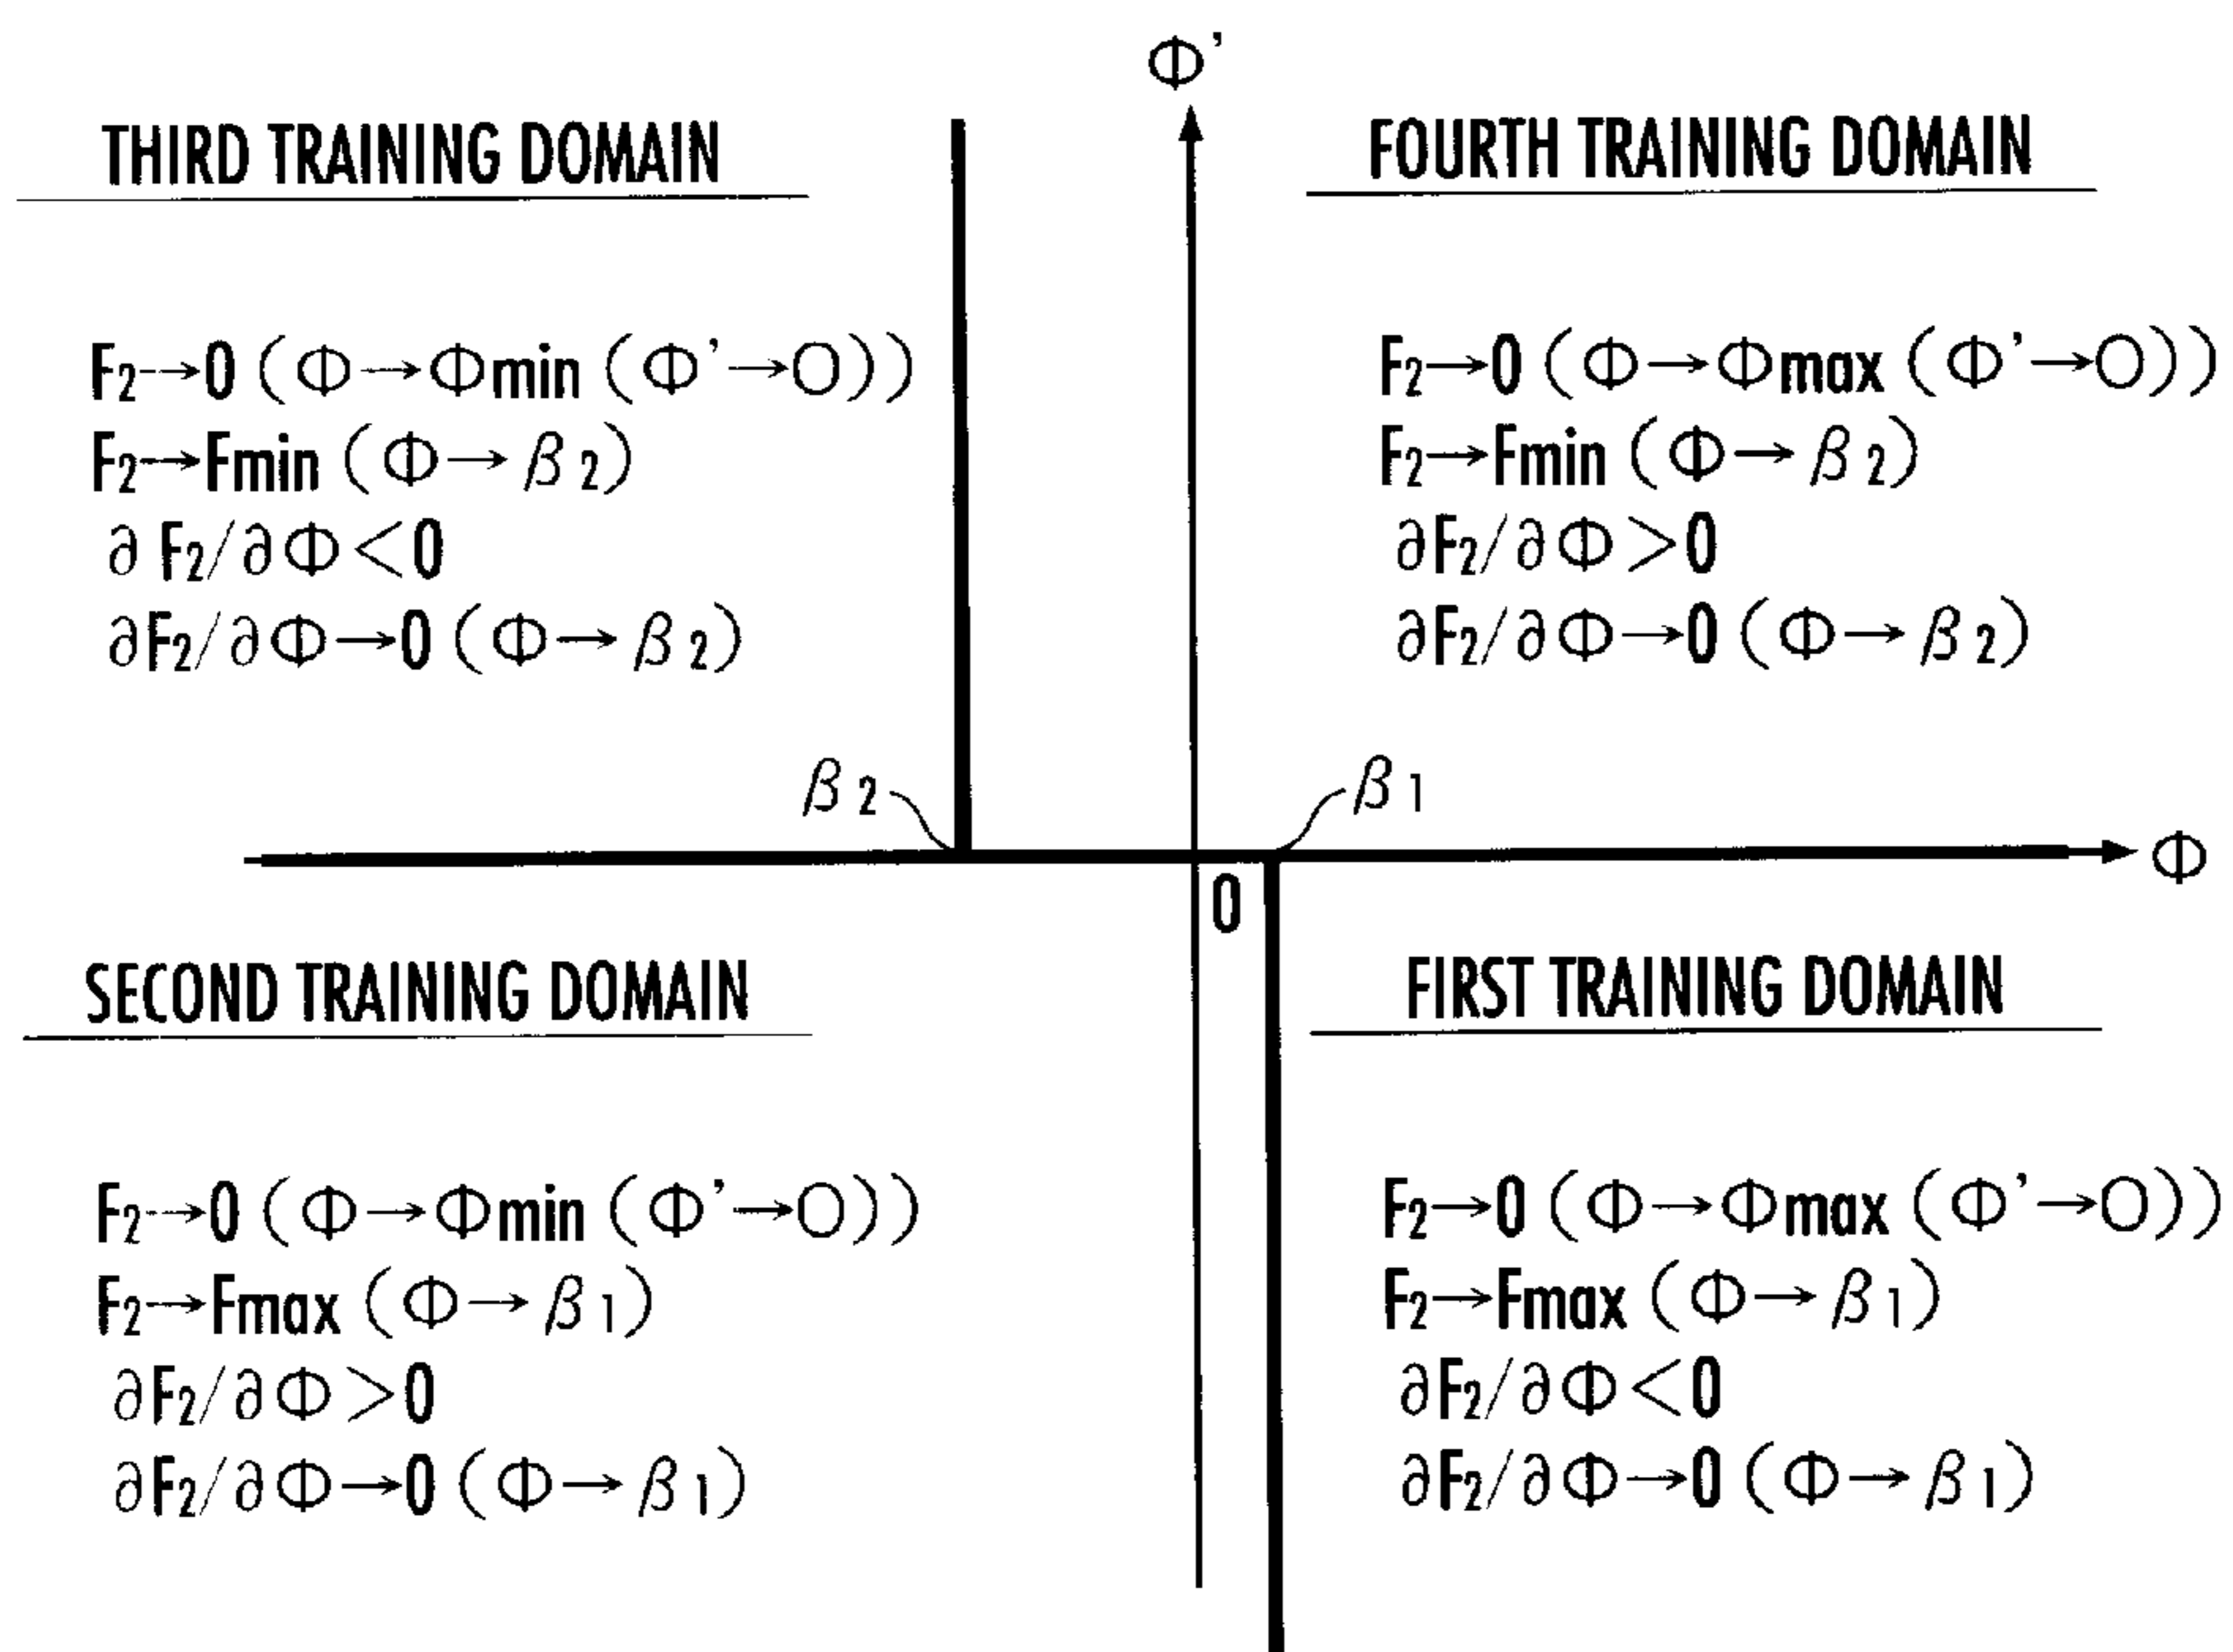 Φ'
THIRD TRAINING DOMAIN
F2→0 (Φ→Φmin (Φ'→O))
F2→Fmin (Φ→β2)
∂F2/∂Φ<0
∂F2/∂Φ→0 (Φ→β2)
FOURTH TRAINING DOMAIN
F2→0 (Φ→Φmax (Φ'→O))
F2→Fmin (Φ→β2)
∂F2/∂Φ>0
∂F2/∂Φ→0 (Φ→β2)
β2
β1
Φ
0
SECOND TRAINING DOMAIN
F2→0 (Φ→Φmin (Φ'→O))
F2→Fmax (Φ→β1)
∂F2/∂Φ>0
∂F2/∂Φ→0 (Φ→β1)
FIRST TRAINING DOMAIN
F2→0 (Φ→Φmax (Φ'→O))
F2→Fmax (Φ→β1)
∂F2/∂Φ<0
∂F2/∂Φ→0 (Φ→β1)